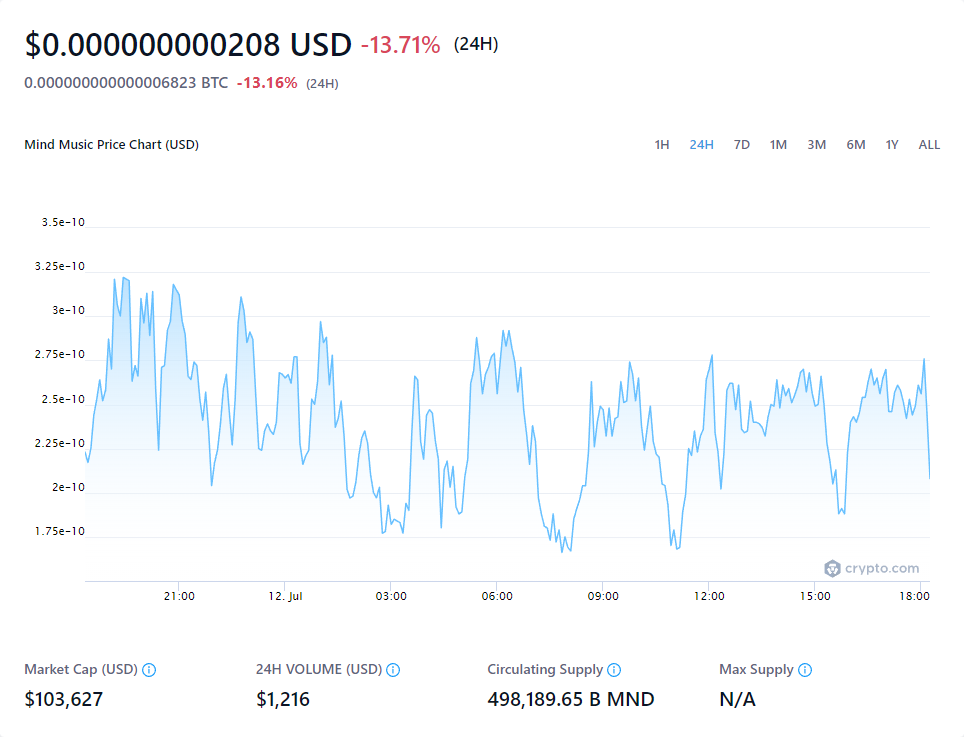 $0.000000000208 USD -13.71% (24H)
0.000000000000006823 BTC -13.16% (24H)
Mind Music Price Chart (USD)
1H 24H 7D 1M 3M 6M 1Y ALL
3.5e-10
3.25e-10
3e-10
2.75e-10
2.5e-10
2.25e-10
2e-10
1.75e-10
crypto.com
21:00 12. Jul 03:00 06:00 09:00 12:00 15:00 18:00
Market Cap (USD) 24H VOLUME (USD) Circulating Supply Max Supply
$103,627 $1,216 498,189.65 B MND N/A